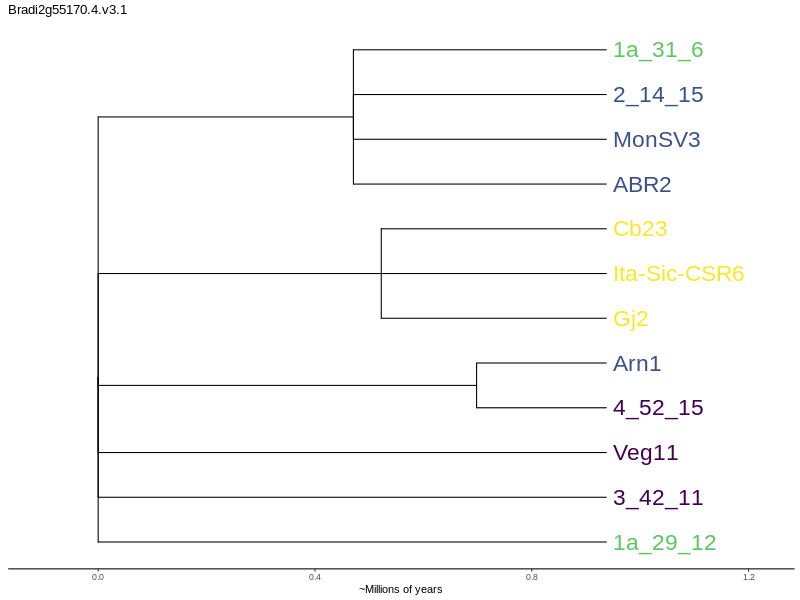 Bradi2g55170.4.v3.1
1a_31_6
2_14_15
MonSV3
ABR2
Cb23
Ita-Sic-CSR6
Gj2
Arn1
4_52_15
Veg11
3_42_11
1a_29_12
0.0 0.4 0.8 1.2
~Millions of years